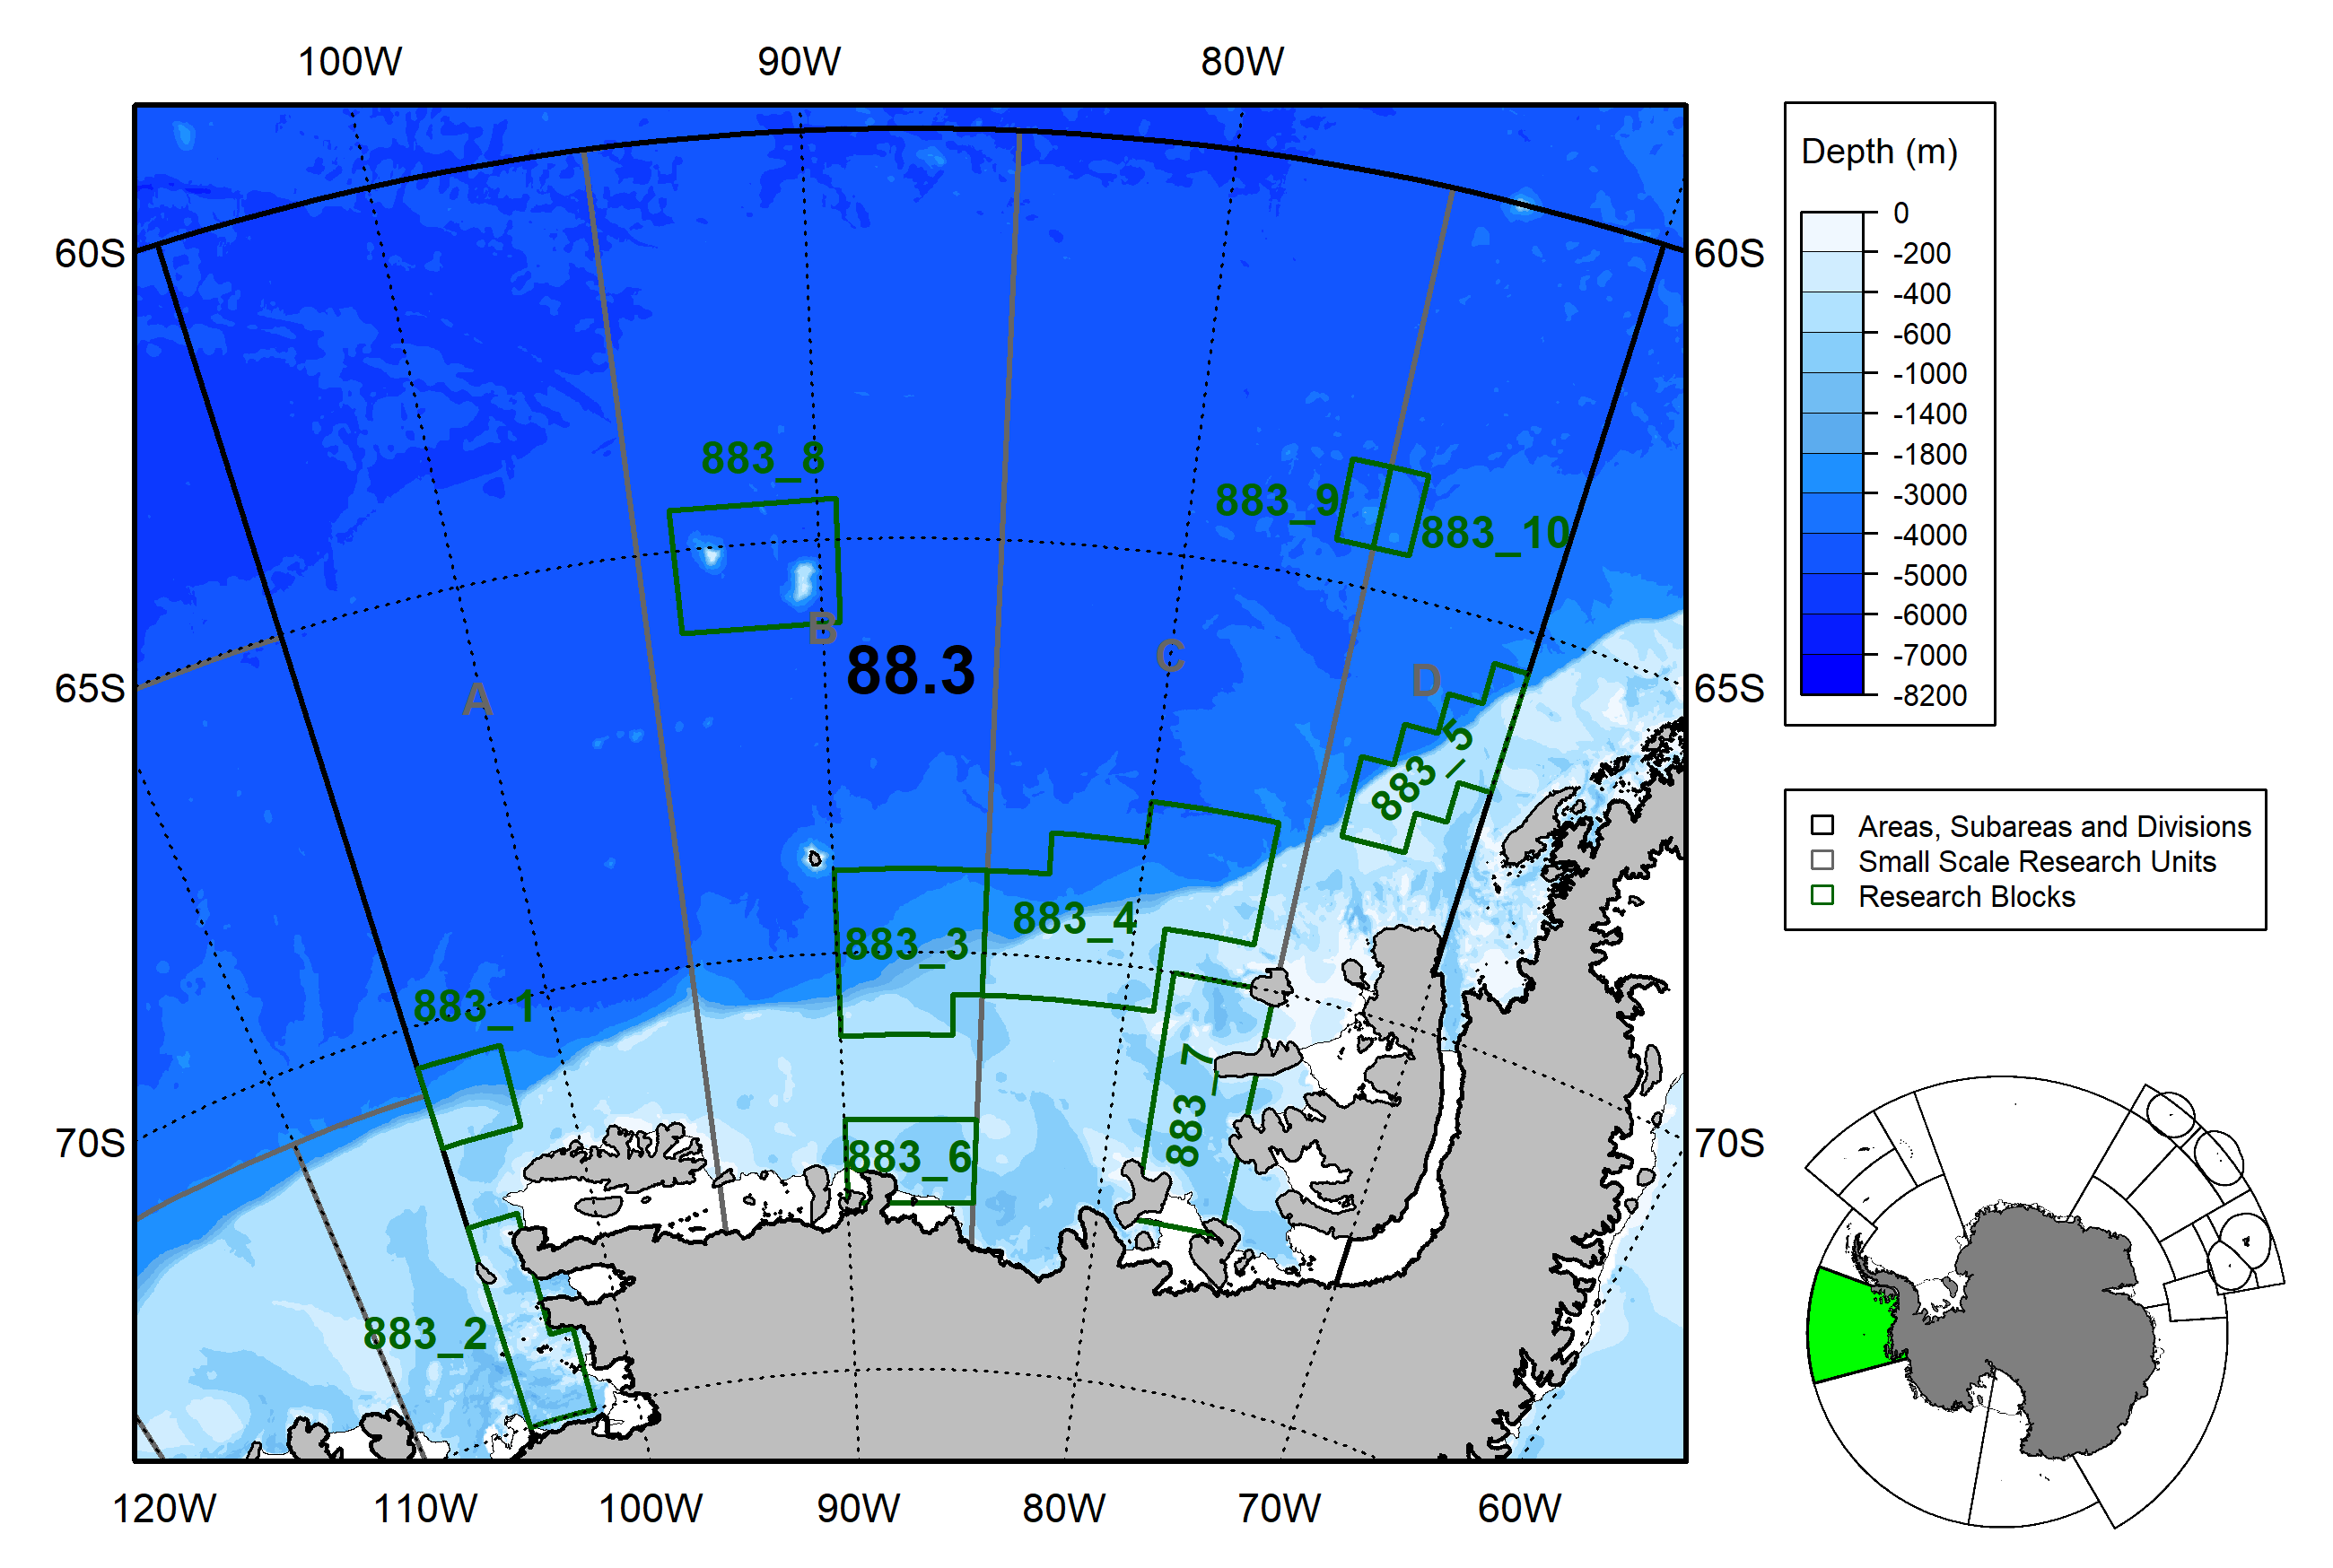 100W 90W 80W
60S
65S
70S
60S
65S
70S
120W 110W 100W 90W 80W 70W 60W
883_8
883_9
883_10
B
88.3
C
D
A
883_5
883_4
883_3
883_1
883_7
883_6
883_2
Depth (m)
0
-200
-400
-600
-1000
-1400
-1800
-3000
-4000
-5000
-6000
-7000
-8200
Areas, Subareas and Divisions
Small Scale Research Units
Research Blocks